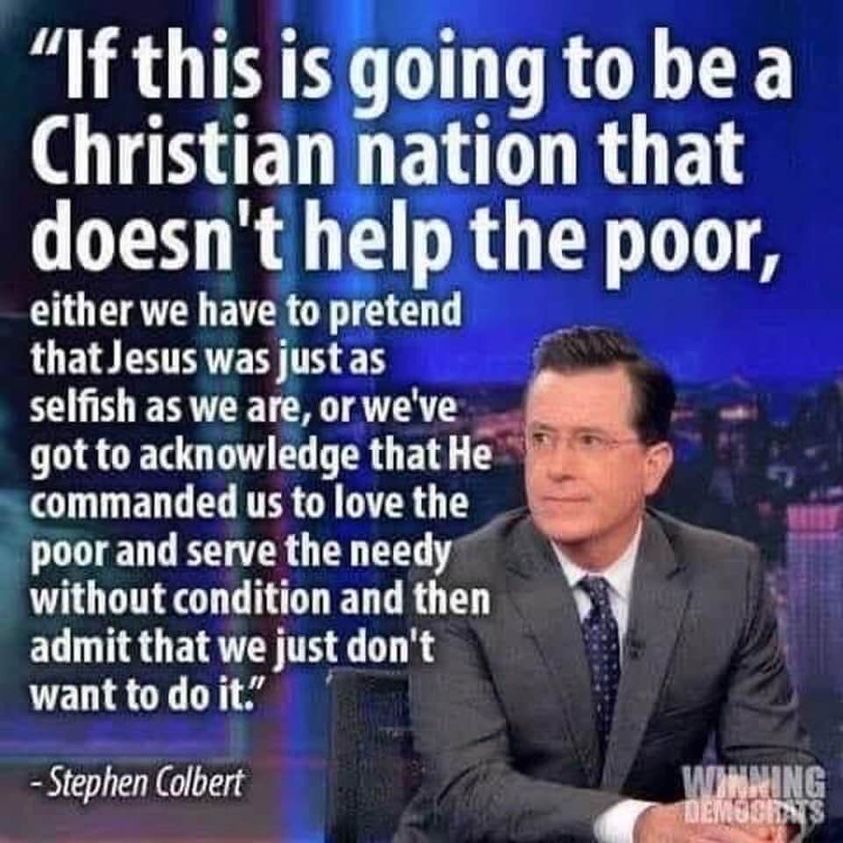 “If this is going to be a
Christian nation that
doesn't help the poor,
either we have to pretend
that Jesus was just as
selfish as we are, or we've
got to acknowledge that He
commanded us to love the
poor and serve the needy
without condition and then
admit that we just don't
want to do it.”
- Stephen Colbert
WINNING
DEMOCRATS